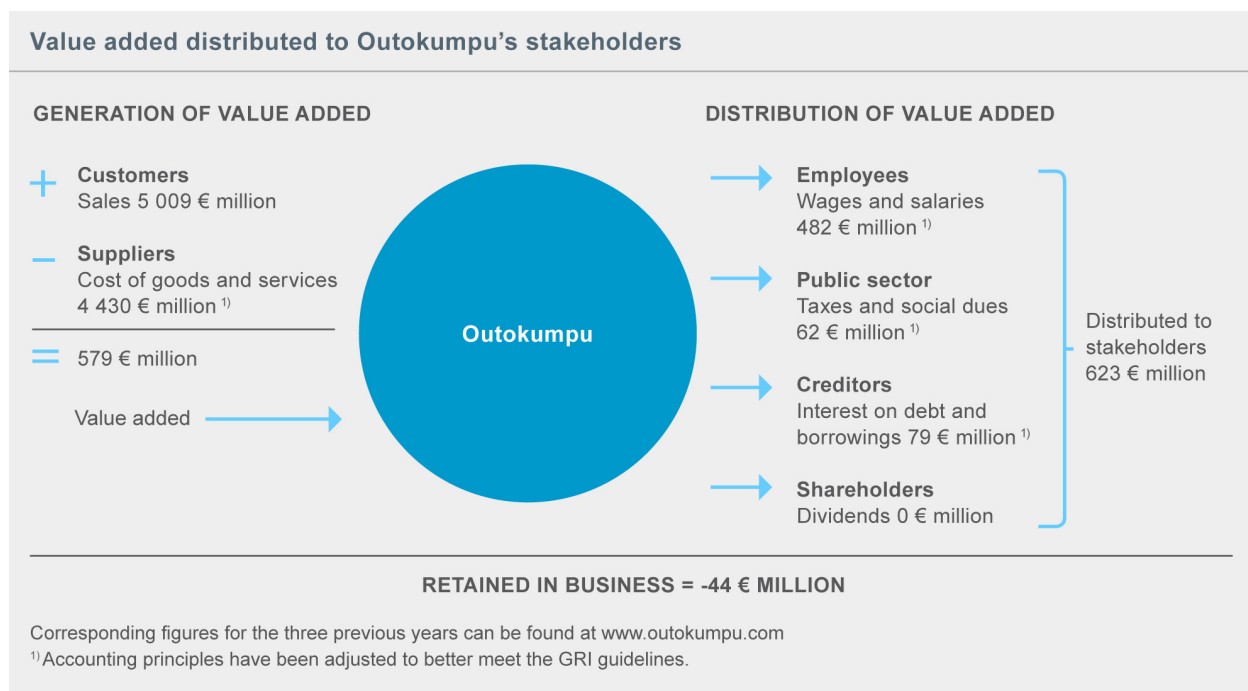 Value added distributed to Outokumpu’s stakeholders
GENERATION OF VALUE ADDED
+ Customers
Sales 5 009 € million
– Suppliers
Cost of goods and services
4 430 € million 1)
= 579 € million
Value added
Outokumpu
DISTRIBUTION OF VALUE ADDED
Employees
Wages and salaries
482 € million 1)
Public sector
Taxes and social dues
62 € million 1)
Creditors
Interest on debt and
borrowings 79 € million 1)
Shareholders
Dividends 0 € million
Distributed to
stakeholders
623 € million
RETAINED IN BUSINESS = -44 € MILLION
Corresponding figures for the three previous years can be found at www.outokumpu.com
1) Accounting principles have been adjusted to better meet the GRI guidelines.